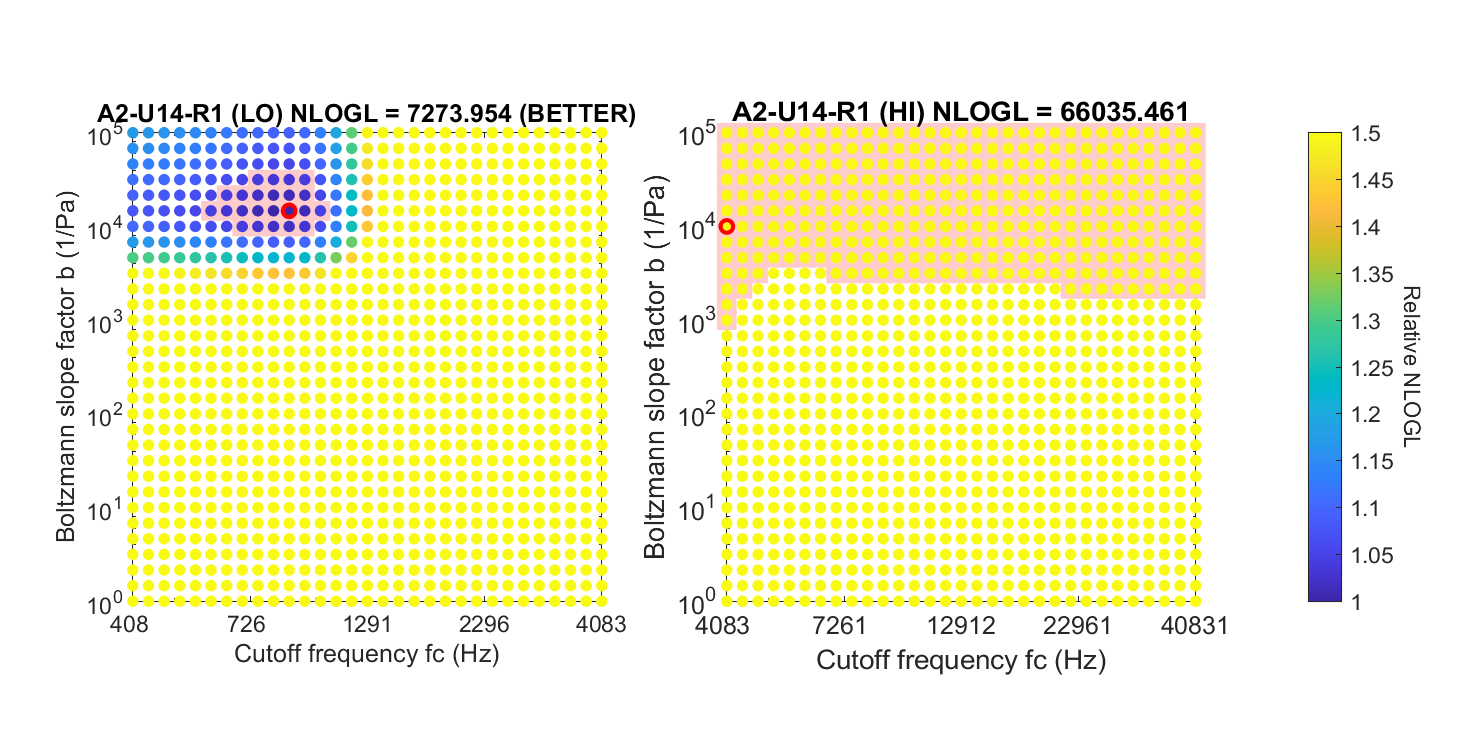 A2-U14-R1 (LO) NLOGL = 7273.954 (BETTER)
10^5
10^4
10^3
10^2
10^1
10^0
Boltzmann slope factor b (1/Pa)
408 726 1291 2296 4083
Cutoff frequency fc (Hz)
A2-U14-R1 (HI) NLOGL = 66035.461
10^5
10^4
10^3
10^2
10^1
10^0
Boltzmann slope factor b (1/Pa)
4083 7261 12912 22961 40831
Cutoff frequency fc (Hz)
1.5
1.45
1.4
1.35
1.3
1.25
1.2
1.15
1.1
1.05
1
Relative NLOGL